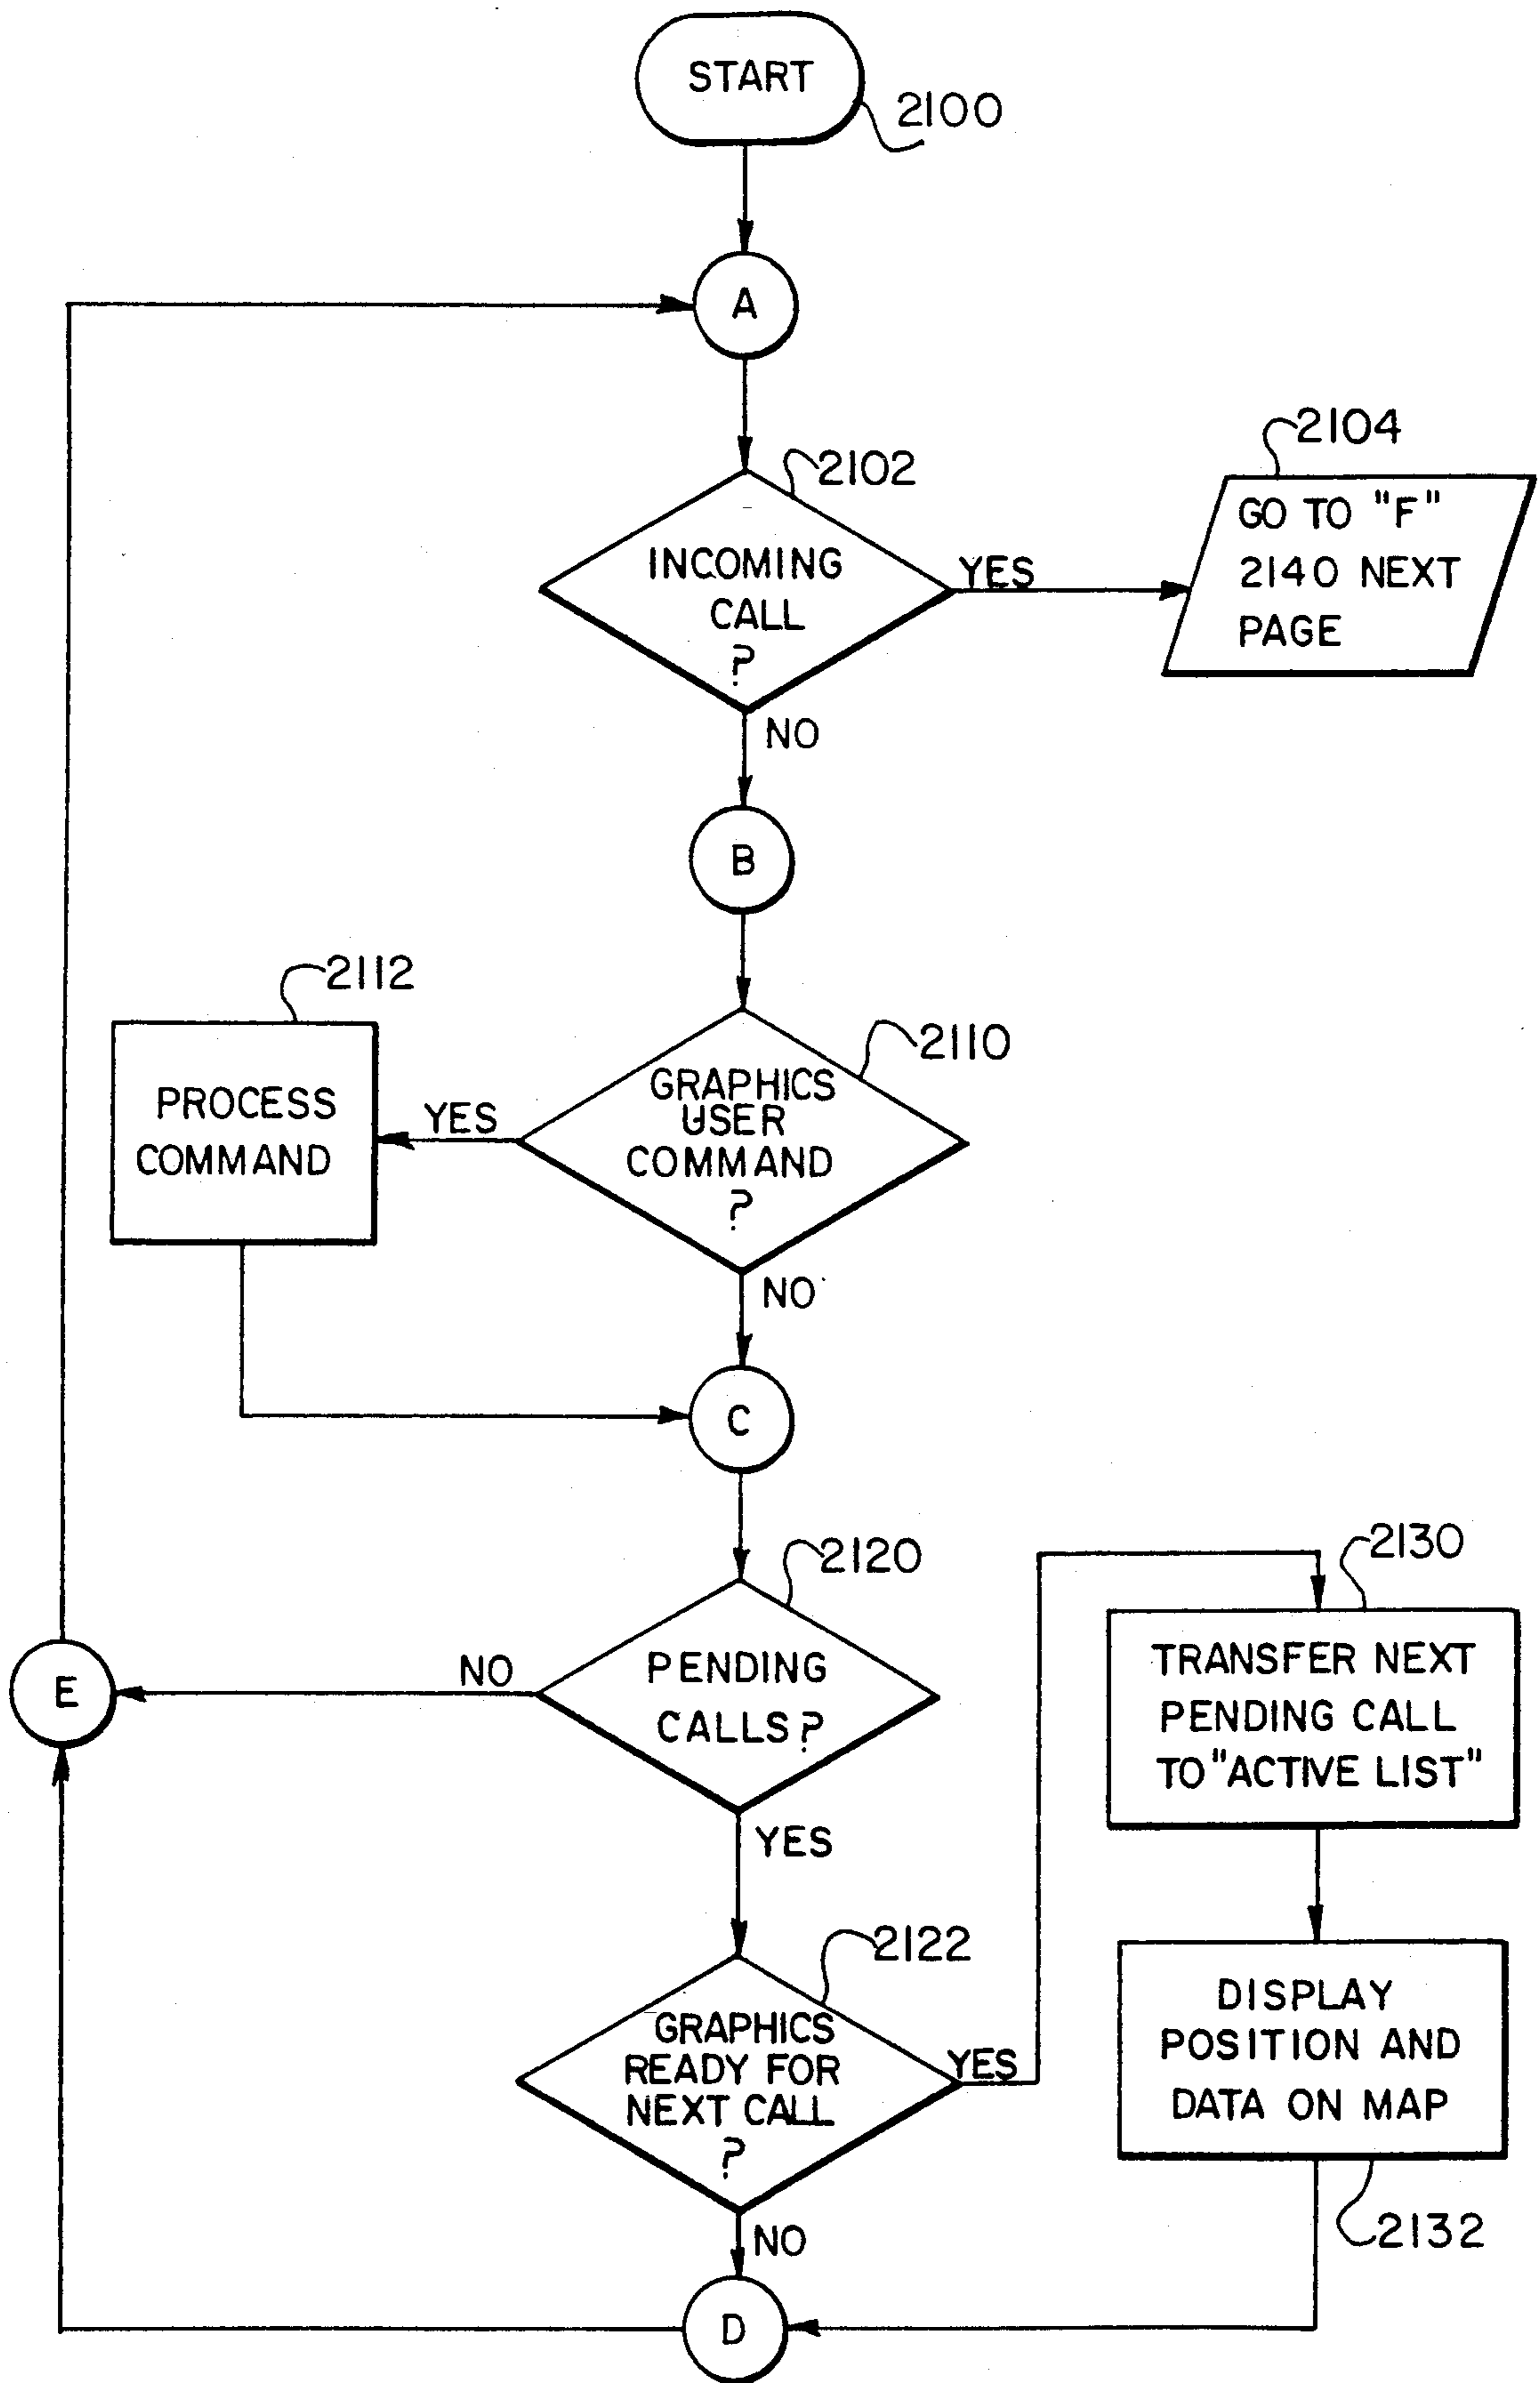 START
2100
A
2102
INCOMING
CALL
?
YES
2104
GO TO "F"
2140 NEXT
PAGE
NO
B
2110
GRAPHICS
USER
COMMAND
?
YES
2112
PROCESS
COMMAND
NO
C
2120
PENDING
CALLS?
NO
E
YES
2122
GRAPHICS
READY FOR
NEXT CALL
?
YES
2130
TRANSFER NEXT
PENDING CALL
TO "ACTIVE LIST"
DISPLAY
POSITION AND
DATA ON MAP
2132
NO
D